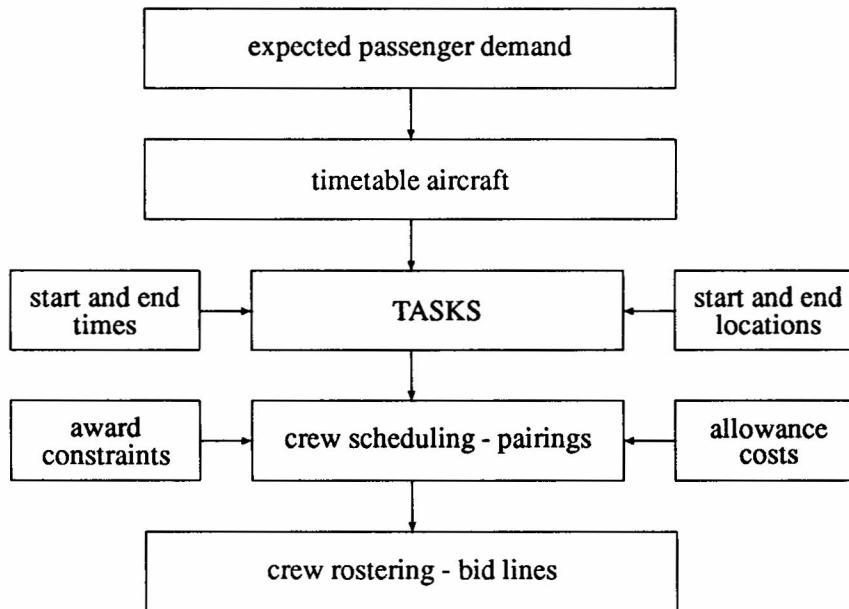 expected passenger demand
timetable aircraft
start and end
times
TASKS
start and end
locations
award
constraints
crew scheduling - pairings
allowance
costs
crew rostering - bid lines